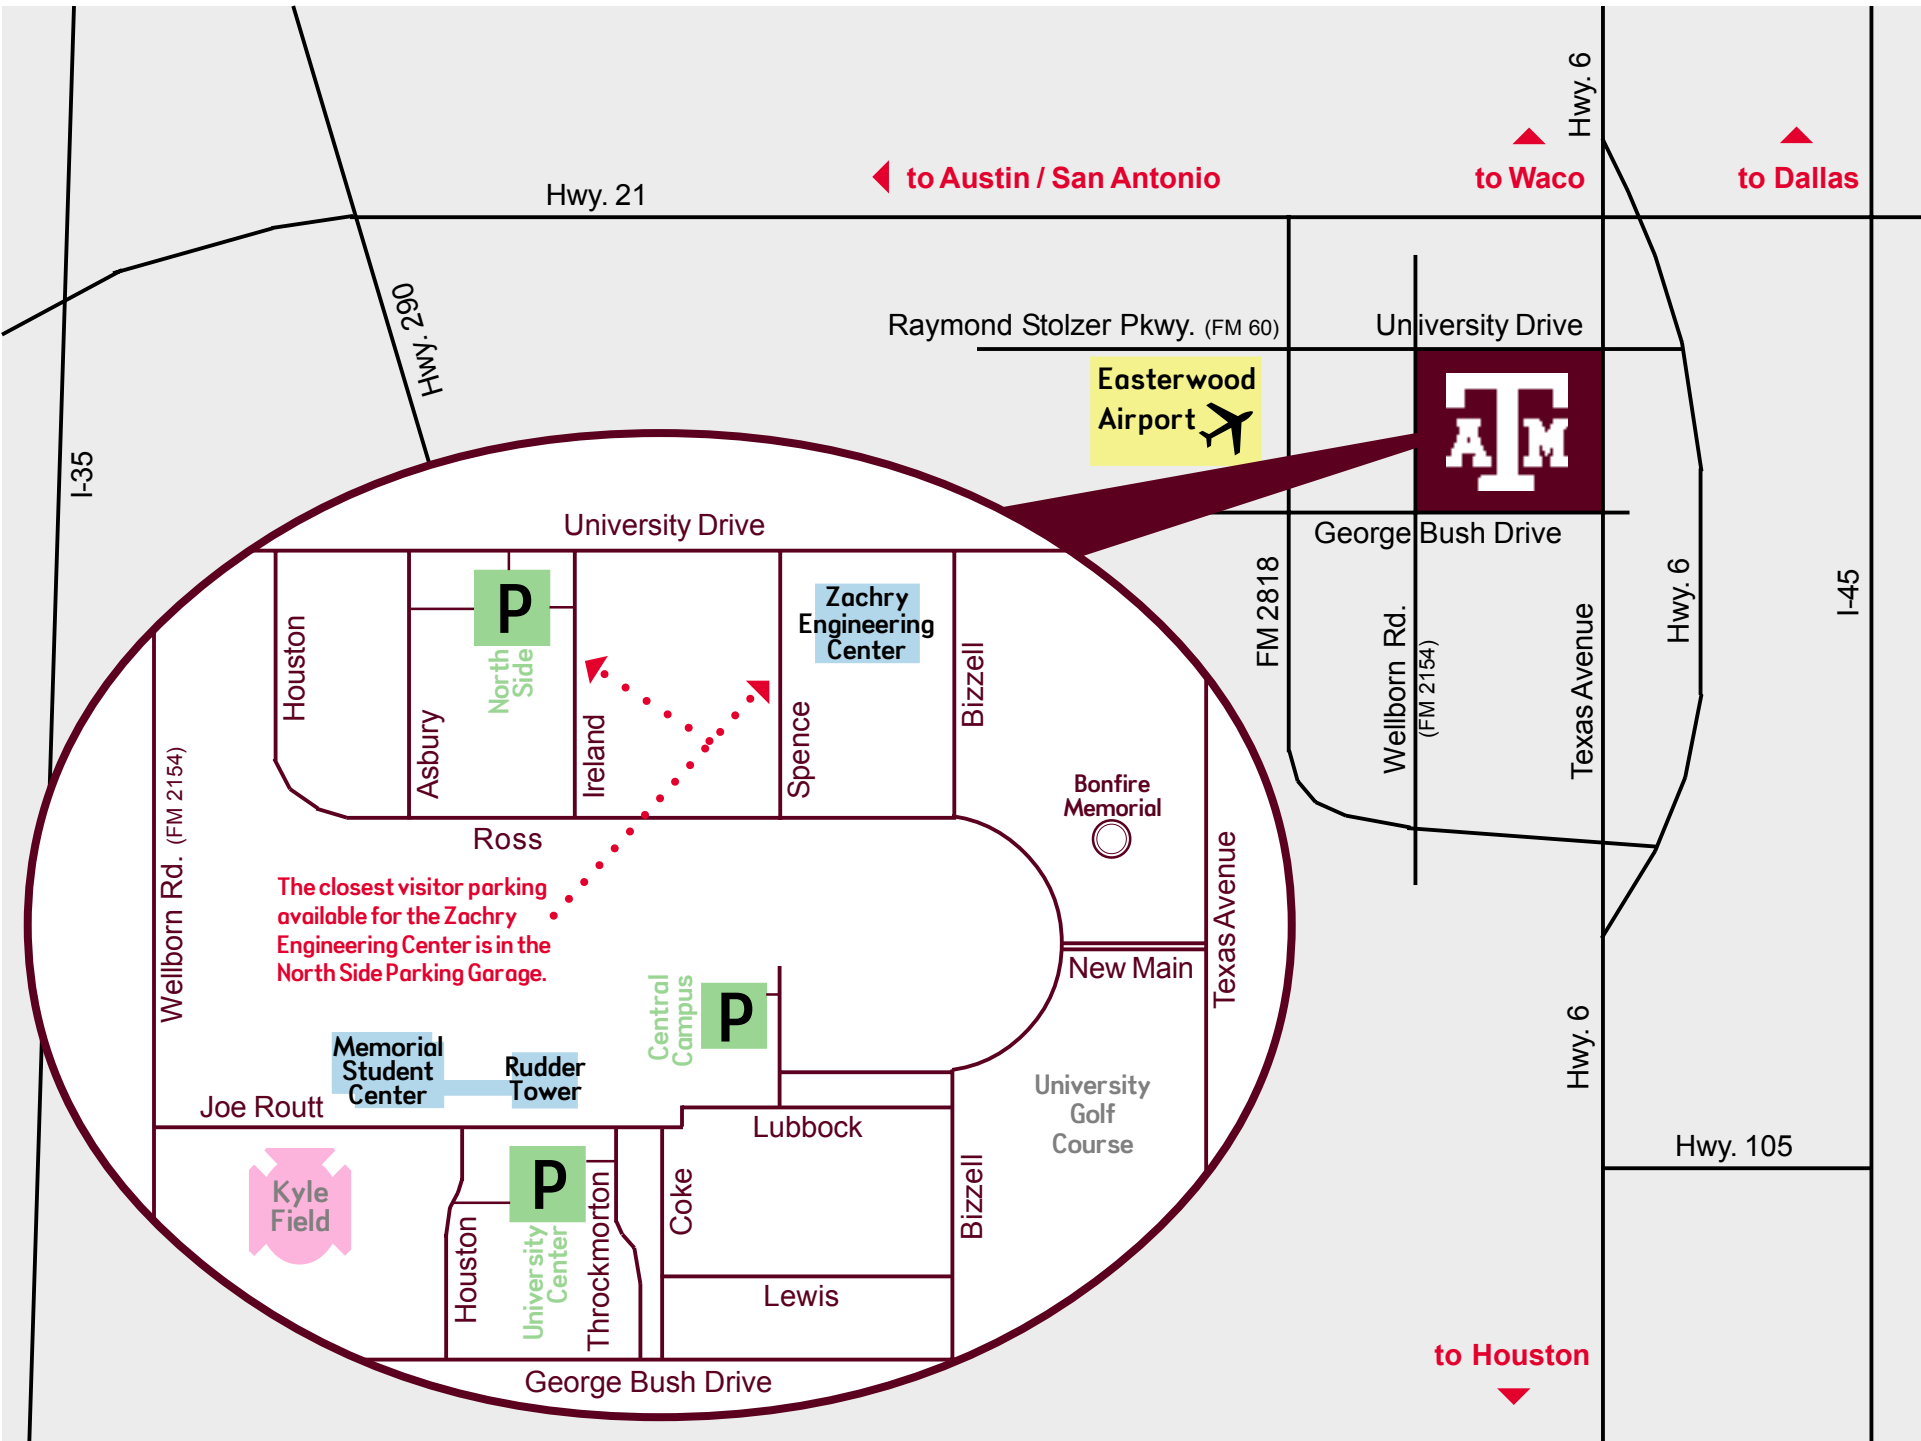 Hwy. 6
to Austin / San Antonio
to Waco
to Dallas
Hwy. 21
Hwy. 290
Raymond Stolzer Pkwy. (FM 60)
University Drive
Easterwood
Airport
ATM
I-35
George Bush Drive
FM 2818
Wellborn Rd.
(FM 2154)
Texas Avenue
Hwy. 6
I-45
University Drive
P
North
Side
Zachry
Engineering
Center
Houston
Asbury
Ireland
Spence
Bizzell
Bonfire
Memorial
Ross
Wellborn Rd. (FM 2154)
Texas Avenue
The closest visitor parking
available for the Zachry
Engineering Center is in the
North Side Parking Garage.
New Main
Central
Campus
P
Memorial
Student
Center
Rudder
Tower
University
Golf
Course
Hwy. 6
Joe Routt
Lubbock
Hwy. 105
Kyle
Field
P
University
Center
Houston
Throckmorton
Coke
Bizzell
Lewis
George Bush Drive
to Houston